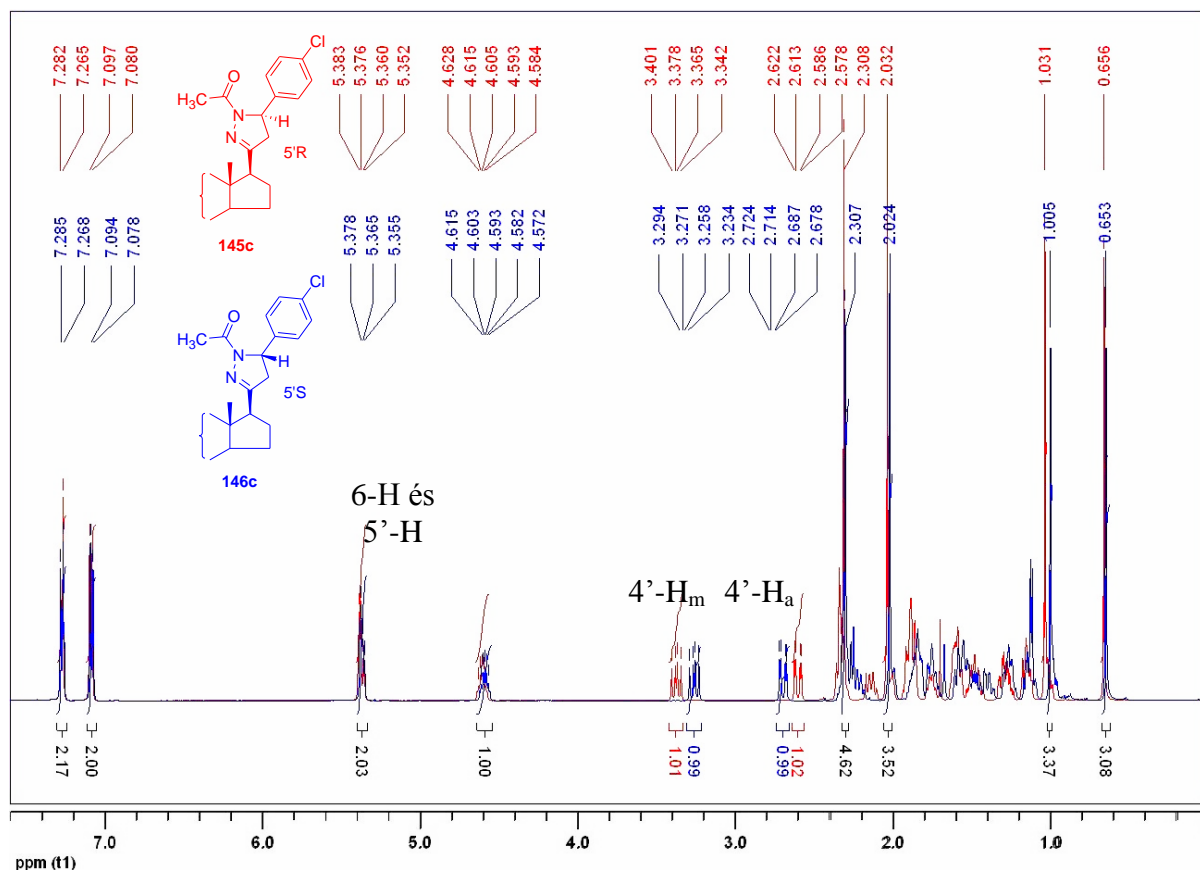 7.282
7.265
7.097
7.080
5.383
5.376
5.360
5.352
4.628
4.615
4.605
4.593
4.584
3.401
3.378
3.365
3.342
2.622
2.613
2.586
2.578
2.308
2.032
1.031
0.656
Cl
O
H₃C
N
H
N
5'R
145c
7.285
7.268
7.094
7.078
5.378
5.365
5.355
4.615
4.603
4.593
4.582
4.572
3.294
3.271
3.258
3.234
2.724
2.714
2.687
2.678
2.307
2.024
1.005
0.653
Cl
O
H₃C
N
H
N
5'S
146c
6-H és
5’-H
4’-Hₘ 4’-Hₐ
2.17
2.00
2.03
1.00
1.01
0.99
0.99
1.02
4.62
3.52
3.37
3.08
7.0 6.0 5.0 4.0 3.0 2.0 1.0
ppm (t1)